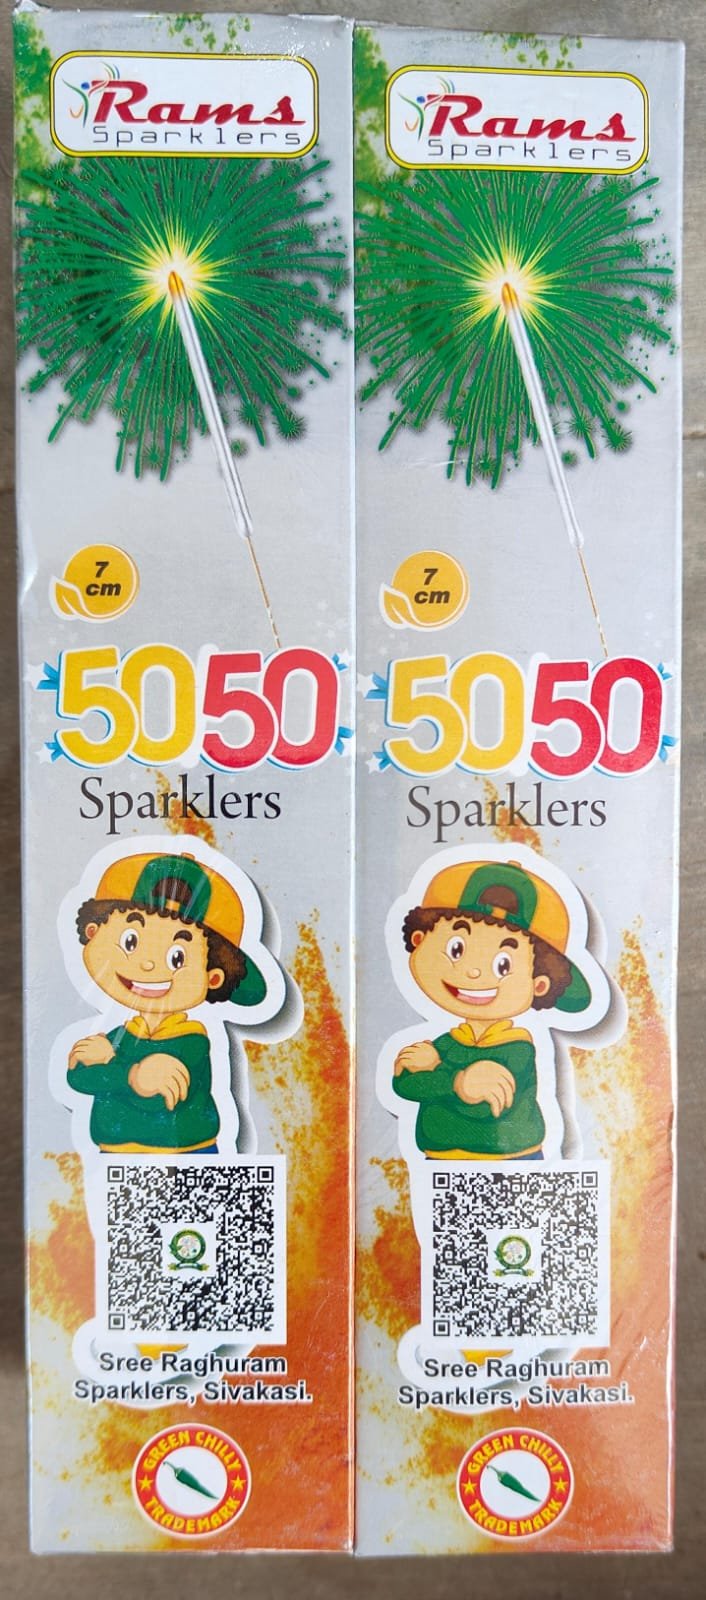 Rams
Sparklers
7
cm
5050
Sparklers
Sree Raghuram
Sparklers, Sivakasi.
GREEN CHILLY
TRADEMARK
Rams
Sparklers
7
cm
5050
Sparklers
Sree Raghuram
Sparklers, Sivakasi.
GREEN CHILLY
TRADEMARK